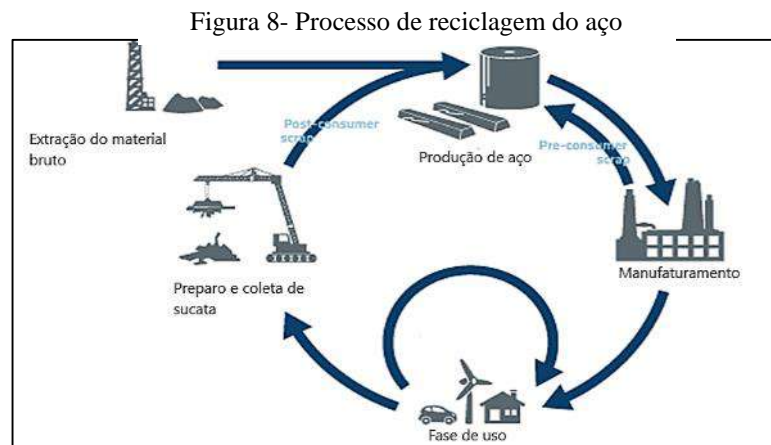 Figura 8- Processo de reciclagem do aço
Extração do material
bruto
Post-consumer
scrap
Produção de aço
Pre-consumer
scrap
Manufaturamento
Preparo e coleta de
sucata
Fase de uso